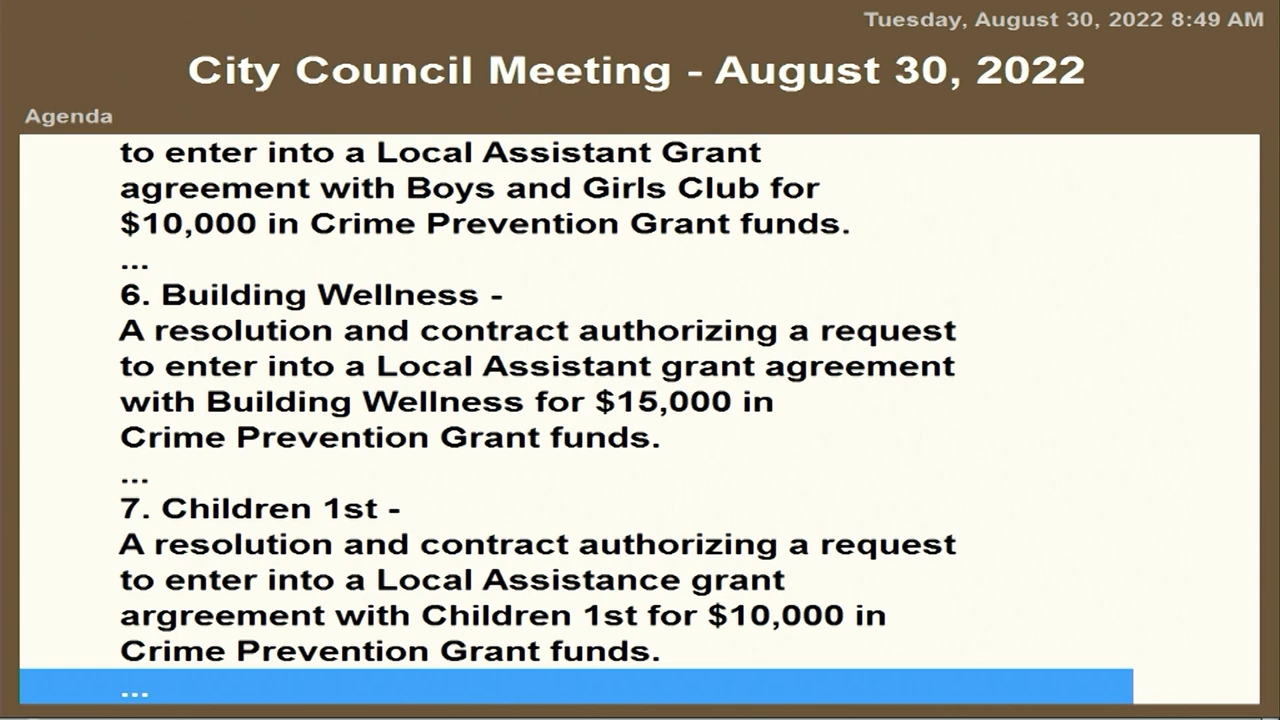 Tuesday, August 30, 2022 8:49 AM
City Council Meeting - August 30, 2022
Agenda
to enter into a Local Assistant Grant
agreement with Boys and Girls Club for
$10,000 in Crime Prevention Grant funds.
...
6. Building Wellness -
A resolution and contract authorizing a request
to enter into a Local Assistant grant agreement
with Building Wellness for $15,000 in
Crime Prevention Grant funds.
...
7. Children 1st -
A resolution and contract authorizing a request
to enter into a Local Assistance grant
argreement with Children 1st for $10,000 in
Crime Prevention Grant funds.
...